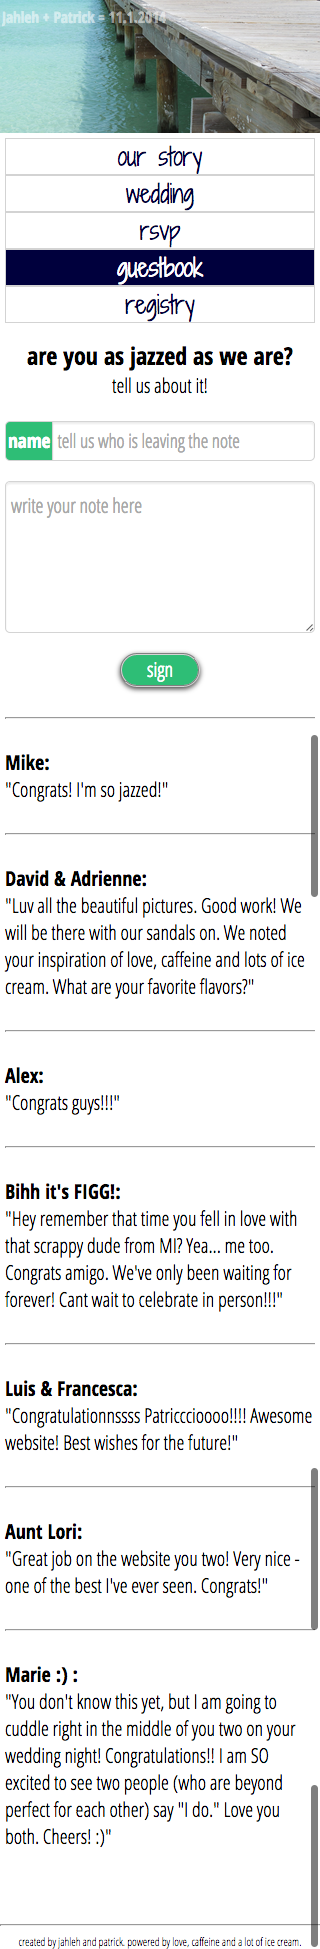 Jahleh + Patrick = 11.1.2014
our story
wedding
rsvp
guestbook
registry
are you as jazzed as we are?
tell us about it!
name tell us who is leaving the note
write your note here
sign
Mike:
"Congrats! I'm so jazzed!"
David & Adrienne:
"Luv all the beautiful pictures. Good work! We
will be there with our sandals on. We noted
your inspiration of love, caffeine and lots of ice
cream. What are your favorite flavors?"
Alex:
"Congrats guys!!!"
Bihh it's FIGG!:
"Hey remember that time you fell in love with
that scrappy dude from MI? Yea... me too.
Congrats amigo. We've only been waiting for
forever! Cant wait to celebrate in person!!!"
Luis & Francesca:
"Congratulationnssss Patricccioooo!!!! Awesome
website! Best wishes for the future!"
Aunt Lori:
"Great job on the website you two! Very nice -
one of the best I've ever seen. Congrats!"
Marie :) :
"You don't know this yet, but I am going to
cuddle right in the middle of you two on your
wedding night! Congratulations!! I am SO
excited to see two people (who are beyond
perfect for each other) say "I do." Love you
both. Cheers! :)"
created by jahleh and patrick. powered by love, caffeine and a lot of ice cream.